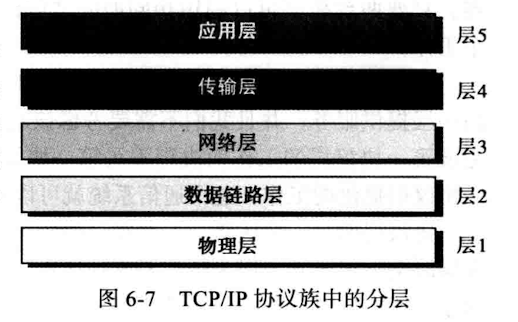 应用层 层5
传输层 层4
网络层 层3
数据链路层 层2
物理层 层1
图 6-7 TCP/IP 协议族中的分层